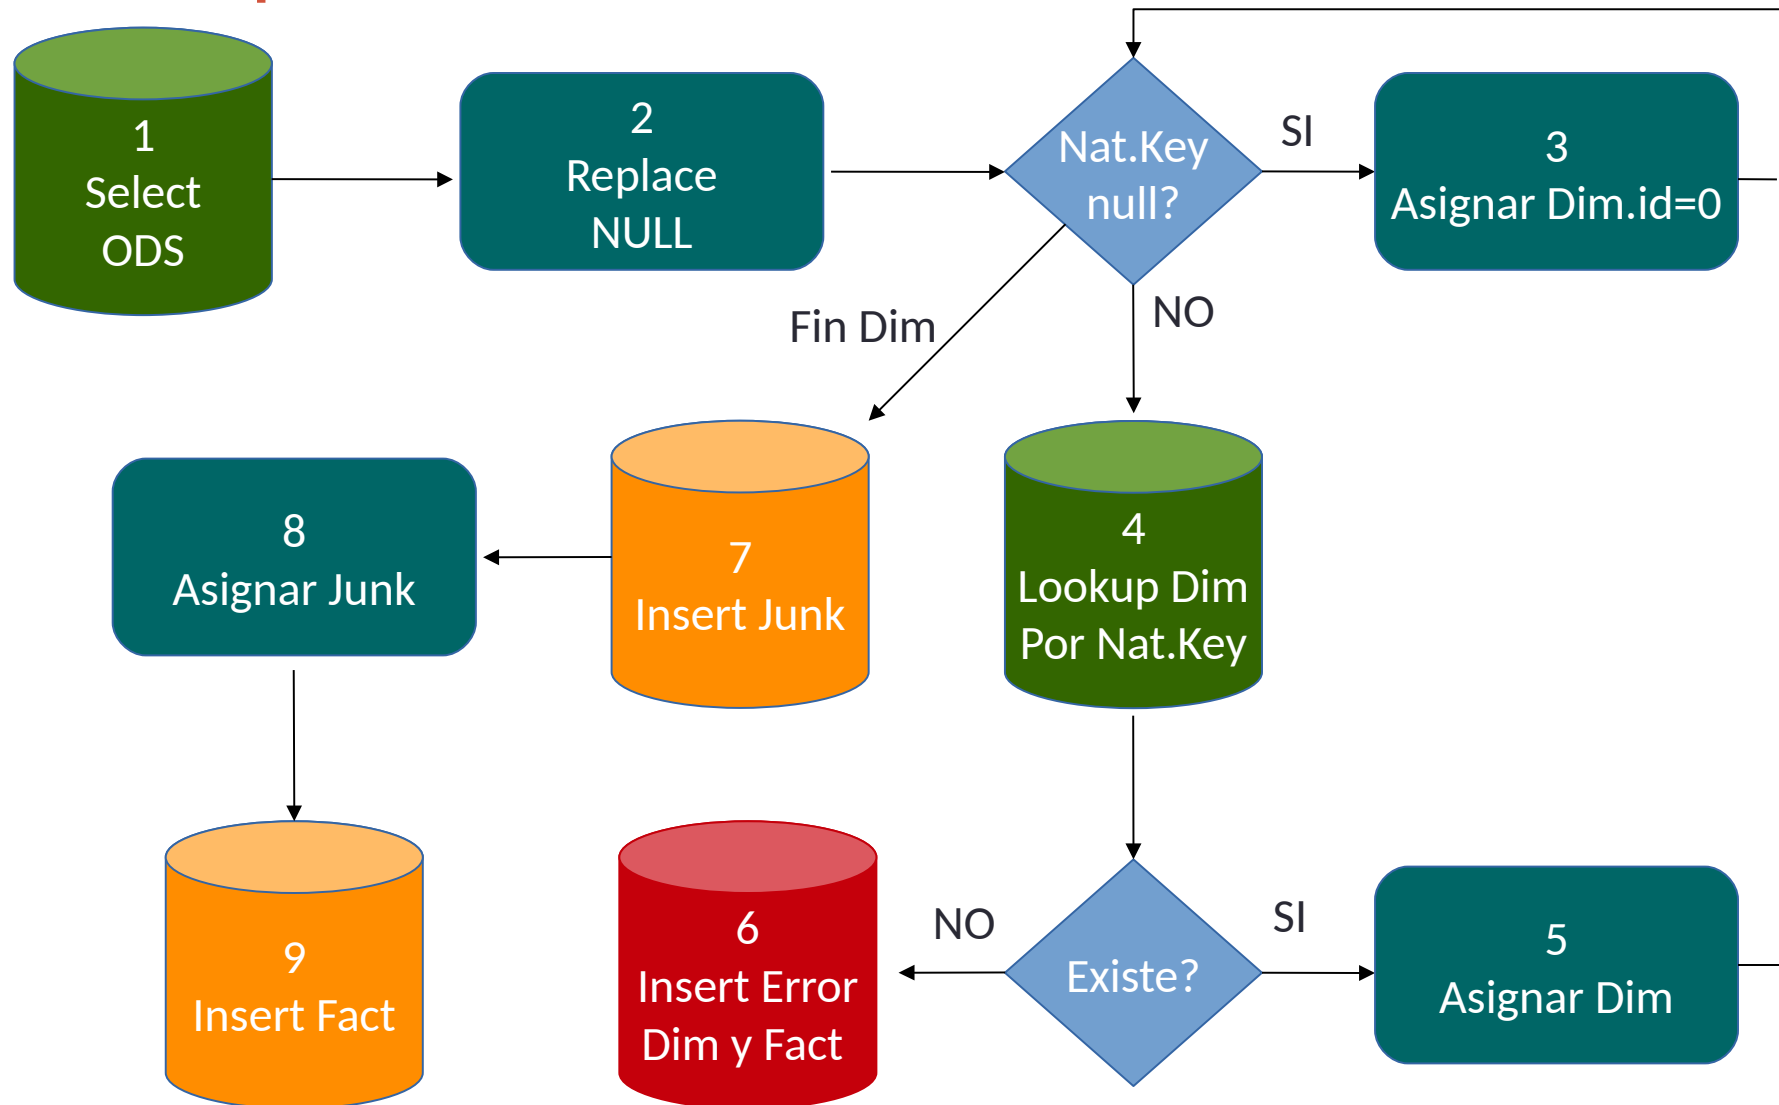 1
Select
ODS
2
Replace
NULL
Nat.Key
null?
SI
3
Asignar Dim.id=0
Fin Dim
NO
8
Asignar Junk
7
Insert Junk
4
Lookup Dim
Por Nat.Key
9
Insert Fact
6
Insert Error
Dim y Fact
NO
Existe?
SI
5
Asignar Dim